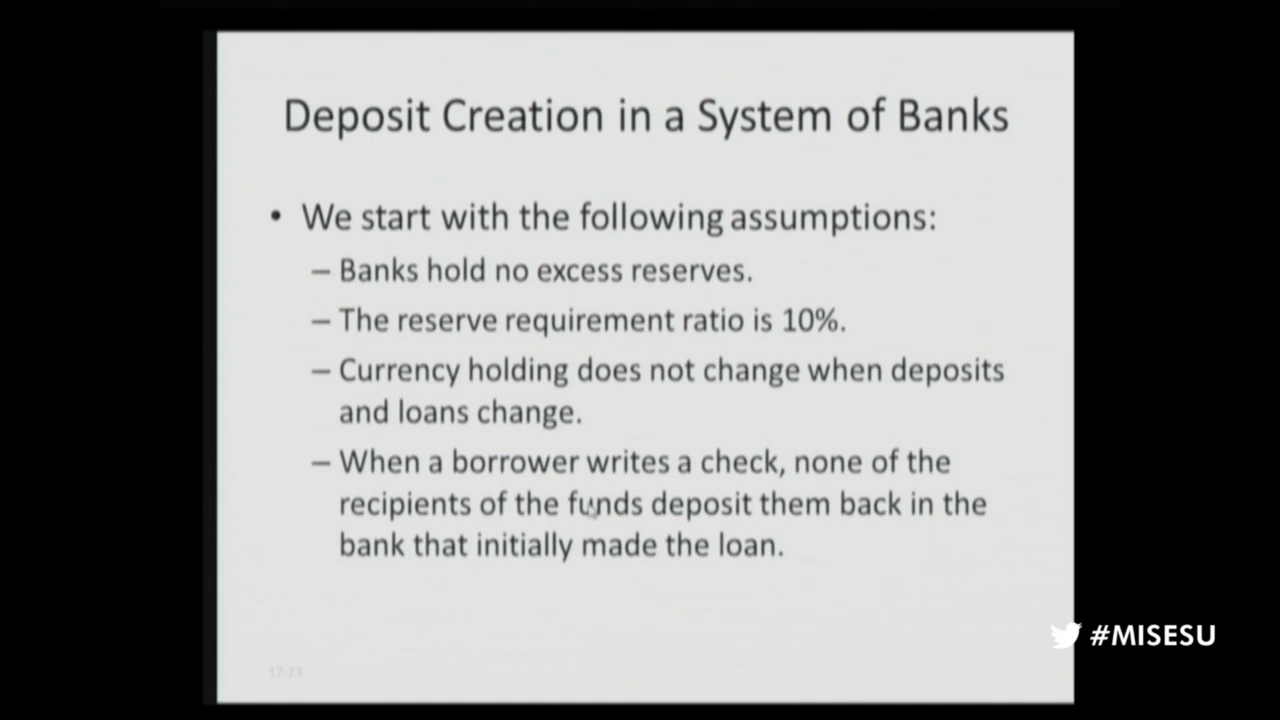 Deposit Creation in a System of Banks
• We start with the following assumptions:
– Banks hold no excess reserves.
– The reserve requirement ratio is 10%.
– Currency holding does not change when deposits
and loans change.
– When a borrower writes a check, none of the
recipients of the funds deposit them back in the
bank that initially made the loan.
#MISESU
17-23